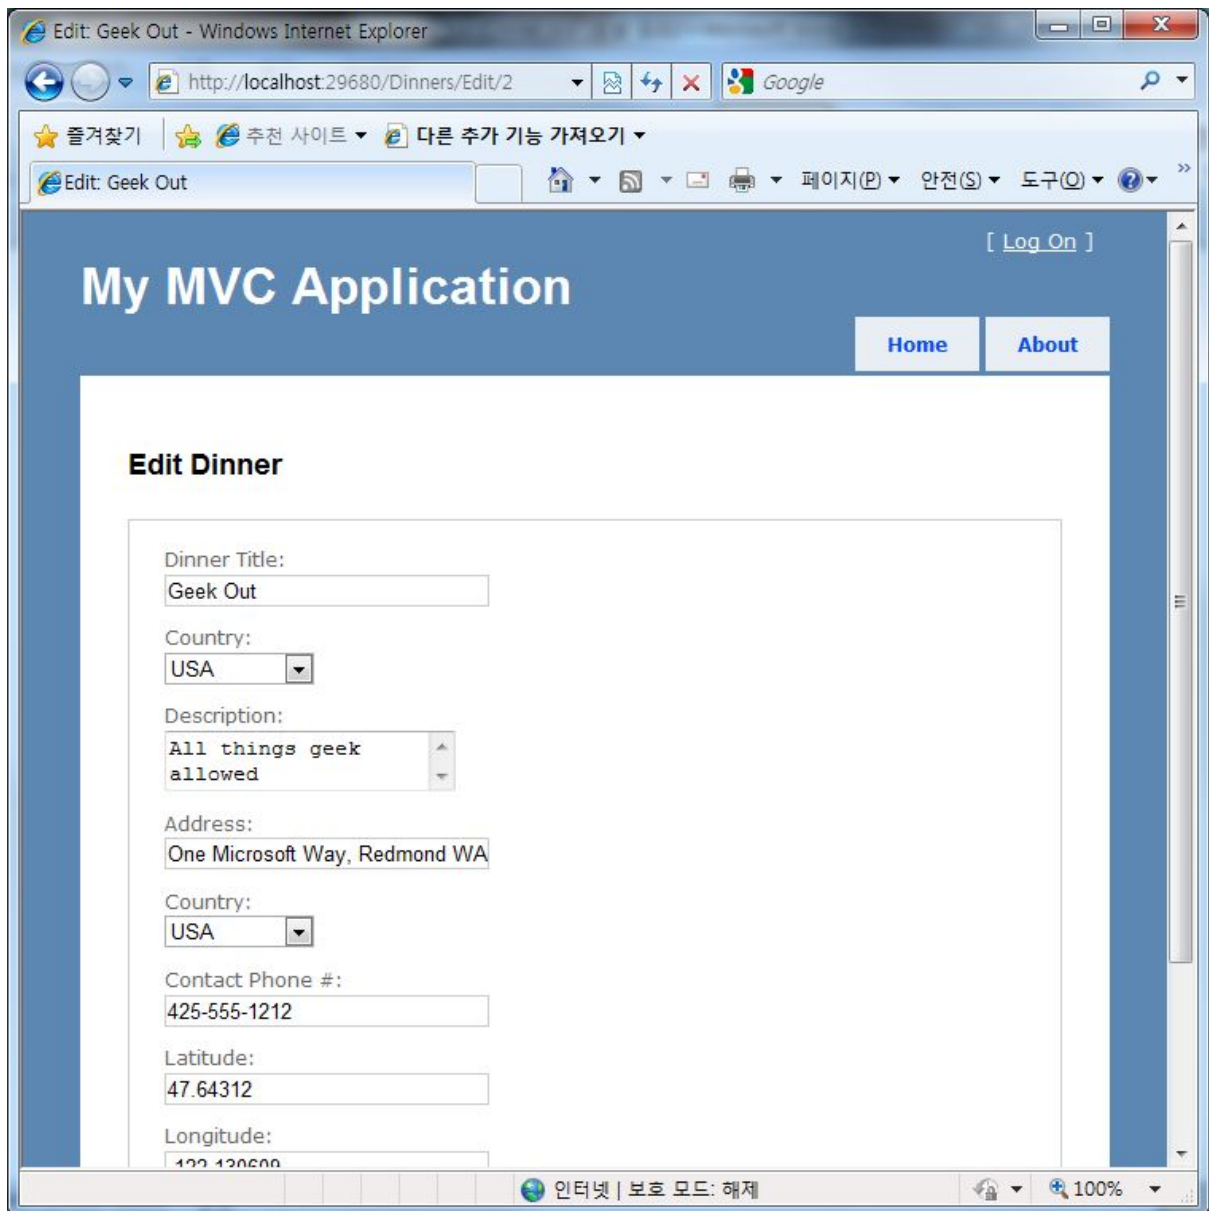 Edit: Geek Out - Windows Internet Explorer
http://localhost:29680/Dinners/Edit/2
Google
즐겨찾기 추천 사이트 다른 추가 기능 가져오기
Edit: Geek Out 페이지(P) 안전(S) 도구(O) »
[ Log On ]
My MVC Application
Home About
Edit Dinner
Dinner Title:
Geek Out
Country:
USA
Description:
All things geek
allowed
Address:
One Microsoft Way, Redmond WA
Country:
USA
Contact Phone #:
425-555-1212
Latitude:
47.64312
Longitude:
-122.130609
인터넷 | 보호 모드: 해제 100%